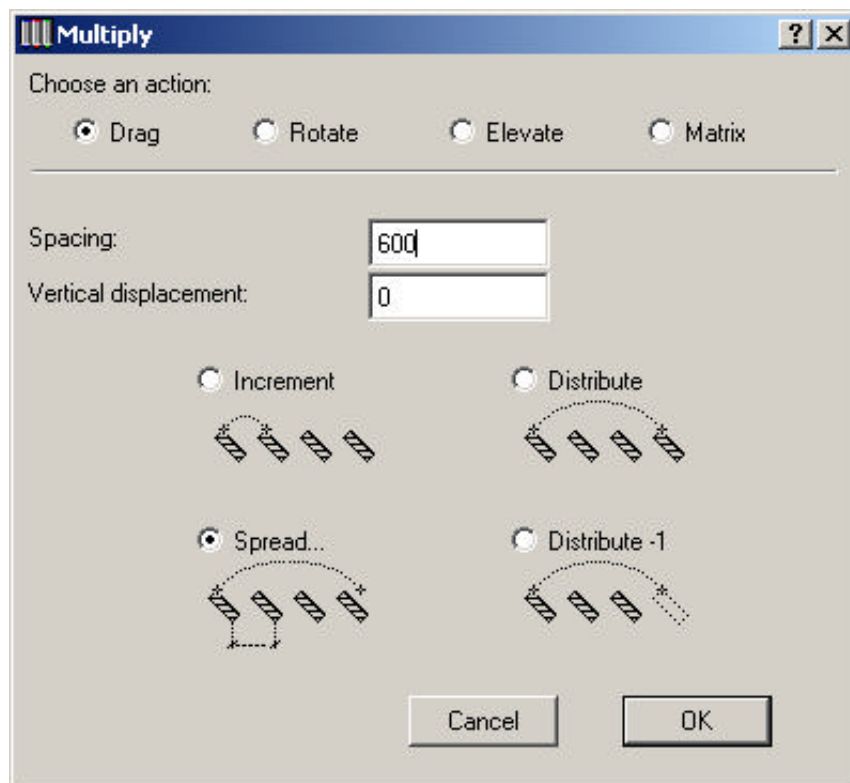 Multiply
Choose an action:
Drag Rotate Elevate Matrix
Spacing: 600
Vertical displacement: 0
Increment Distribute
Spread... Distribute -1
Cancel OK